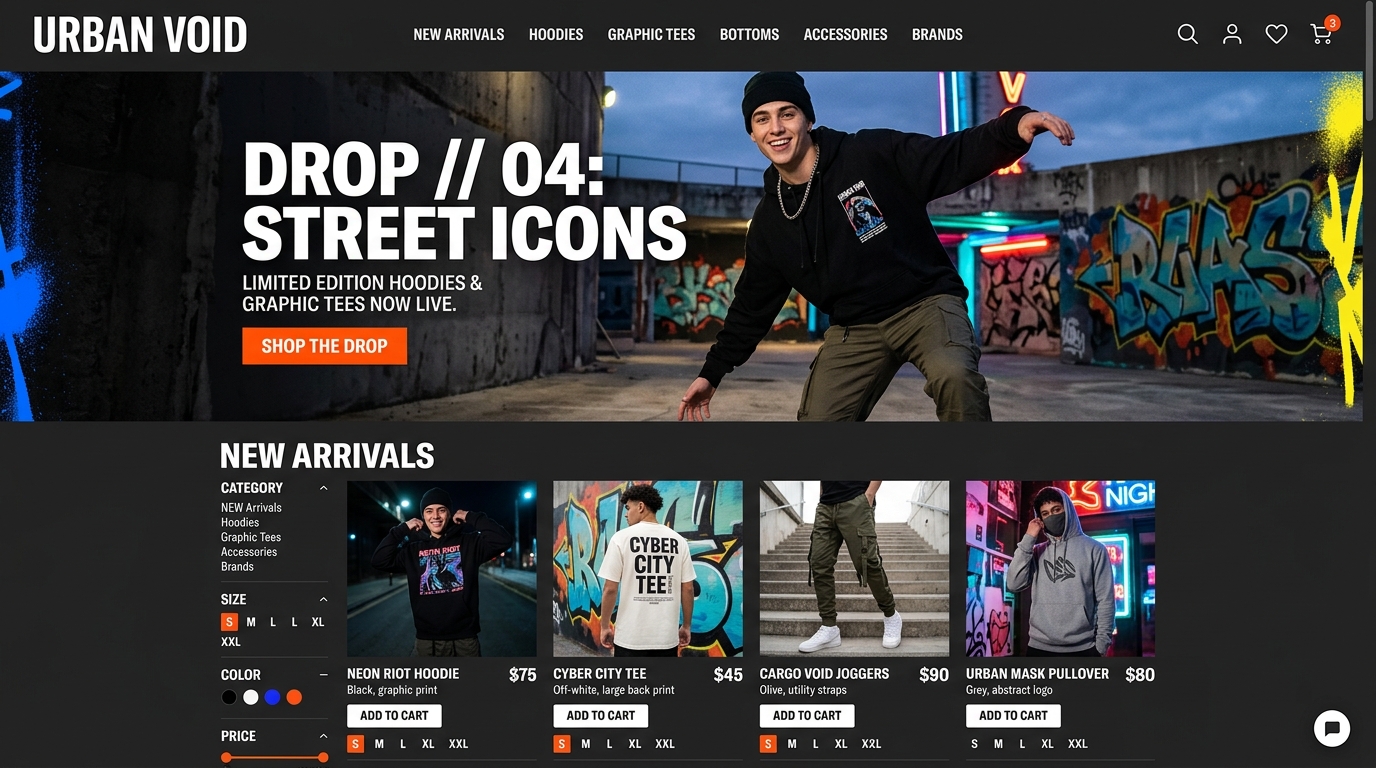 URBAN VOID
NEW ARRIVALS HOODIES GRAPHIC TEES BOTTOMS ACCESSORIES BRANDS
3
DROP // 04:
STREET ICONS
LIMITED EDITION HOODIES &
GRAPHIC TEES NOW LIVE.
SHOP THE DROP
NEW ARRIVALS
CATEGORY
NEW Arrivals
Hoodies
Graphic Tees
Accessories
Brands
SIZE
S M L L XL
XXL
COLOR
PRICE
NEON RIOT
CYBER
CITY
TEE
NIGH
NEON RIOT HOODIE $75
Black, graphic print
ADD TO CART
S M L XL XXL
CYBER CITY TEE $45
Off-white, large back print
ADD TO CART
S M L XL XXL
CARGO VOID JOGGERS $90
Olive, utility straps
ADD TO CART
S M L XL
URBAN MASK PULLOVER $80
Grey, abstract logo
ADD TO CART
S M L XL XXL